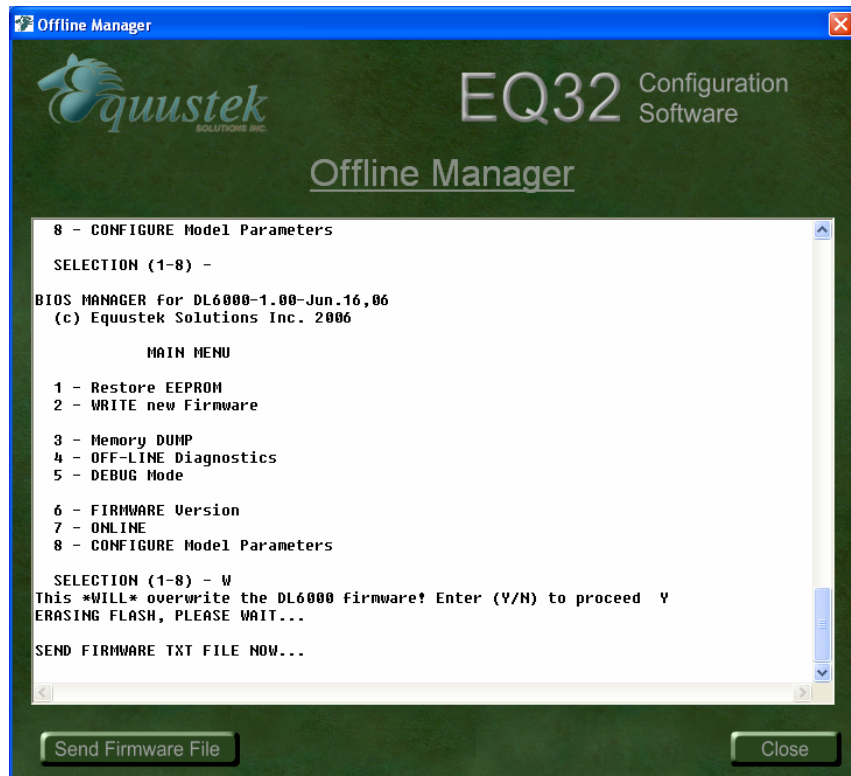 Offline Manager
Equustek
SOLUTIONS INC.
EQ32 Configuration
Software
Offline Manager
8 - CONFIGURE Model Parameters
SELECTION (1-8) -
BIOS MANAGER for DL6000-1.00-Jun.16,06
(c) Equustek Solutions Inc. 2006
MAIN MENU
1 - Restore EEPROM
2 - WRITE new Firmware
3 - Memory DUMP
4 - OFF-LINE Diagnostics
5 - DEBUG Mode
6 - FIRMWARE Version
7 - ONLINE
8 - CONFIGURE Model Parameters
SELECTION (1-8) - W
This *WILL* overwrite the DL6000 firmware! Enter (Y/N) to proceed Y
ERASING FLASH, PLEASE WAIT...
SEND FIRMWARE TXT FILE NOW...
Send Firmware File
Close